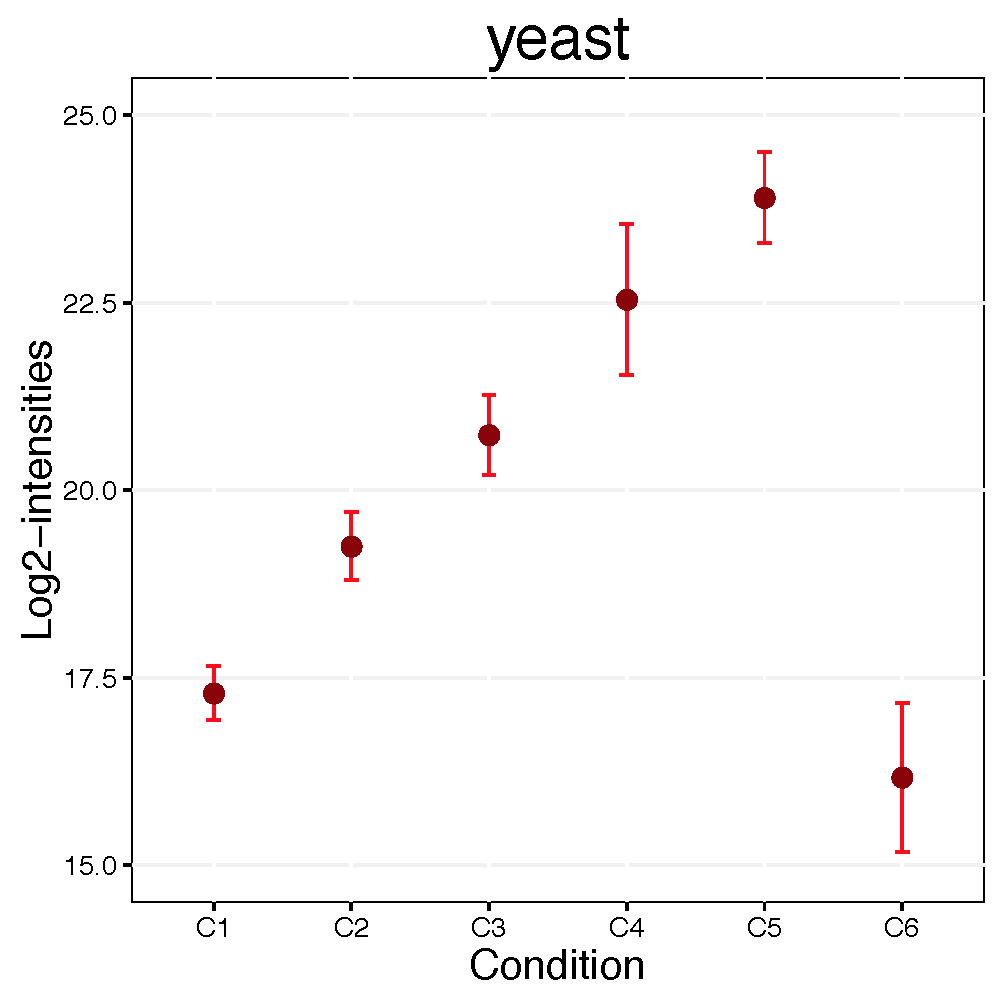 yeast
Log2−intensities
25.0
22.5
20.0
17.5
15.0
C1 C2 C3 C4 C5 C6
Condition